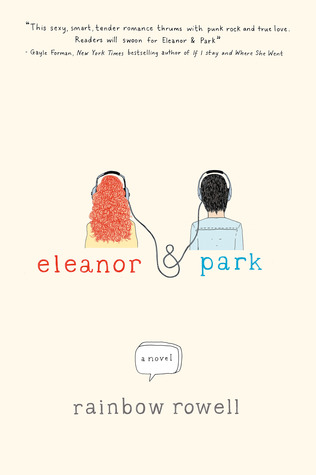 "This sexy, smart, tender romance thrums with punk rock and true love.
Readers will swoon for Eleanor & Park"
- Gayle Forman, New York Times bestselling author of If I stay and Where She Went
eleanor & park
a novel
rainbow rowell